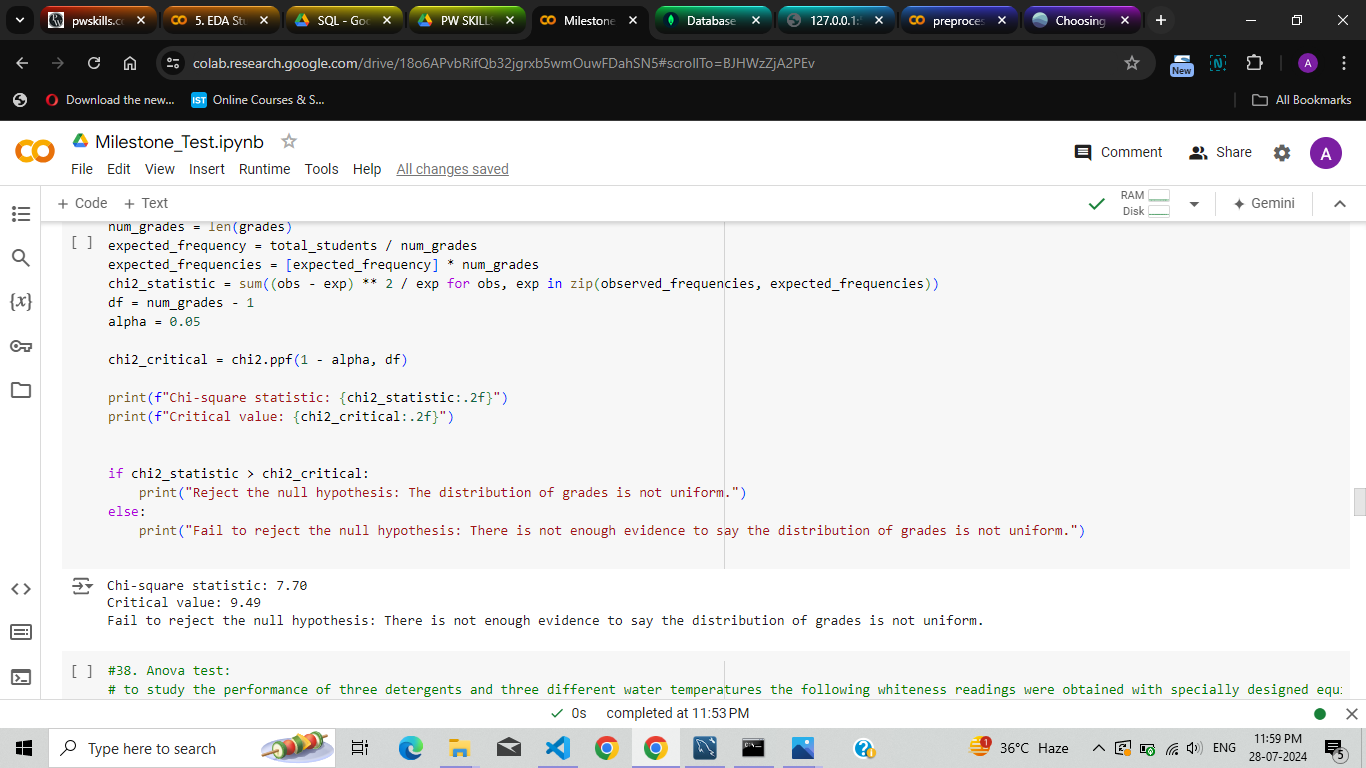 pwskills.c
5. EDA Stu
SQL - Goo
PW SKILL
Milestone
Database
127.0.0.1:
preproces
Choosing
colab.research.google.com/drive/18o6APvbRifQb32jgrxb5wmOuwFDahSN5#scrollTo=BJHWzZjA2PEv
New
A
Download the new...
IST
Online Courses & S...
All Bookmarks
Milestone_Test.ipynb
File Edit View Insert Runtime Tools Help All changes saved
Comment
Share
A
+ Code + Text
RAM
Disk
Gemini
num_grades = len(grades)
[ ] expected_frequency = total_students / num_grades
expected_frequencies = [expected_frequency] * num_grades
chi2_statistic = sum((obs - exp) ** 2 / exp for obs, exp in zip(observed_frequencies, expected_frequencies))
df = num_grades - 1
alpha = 0.05
chi2_critical = chi2.ppf(1 - alpha, df)
print(f"Chi-square statistic: {chi2_statistic:.2f}")
print(f"Critical value: {chi2_critical:.2f}")
if chi2_statistic > chi2_critical:
print("Reject the null hypothesis: The distribution of grades is not uniform.")
else:
print("Fail to reject the null hypothesis: There is not enough evidence to say the distribution of grades is not uniform.")
Chi-square statistic: 7.70
Critical value: 9.49
Fail to reject the null hypothesis: There is not enough evidence to say the distribution of grades is not uniform.
[ ] #38. Anova test:
# to study the performance of three detergents and three different water temperatures the following whiteness readings were obtained with specially designed equi
0s completed at 11:53 PM
Type here to search
1
36°C Haze
ENG
11:59 PM
28-07-2024
5